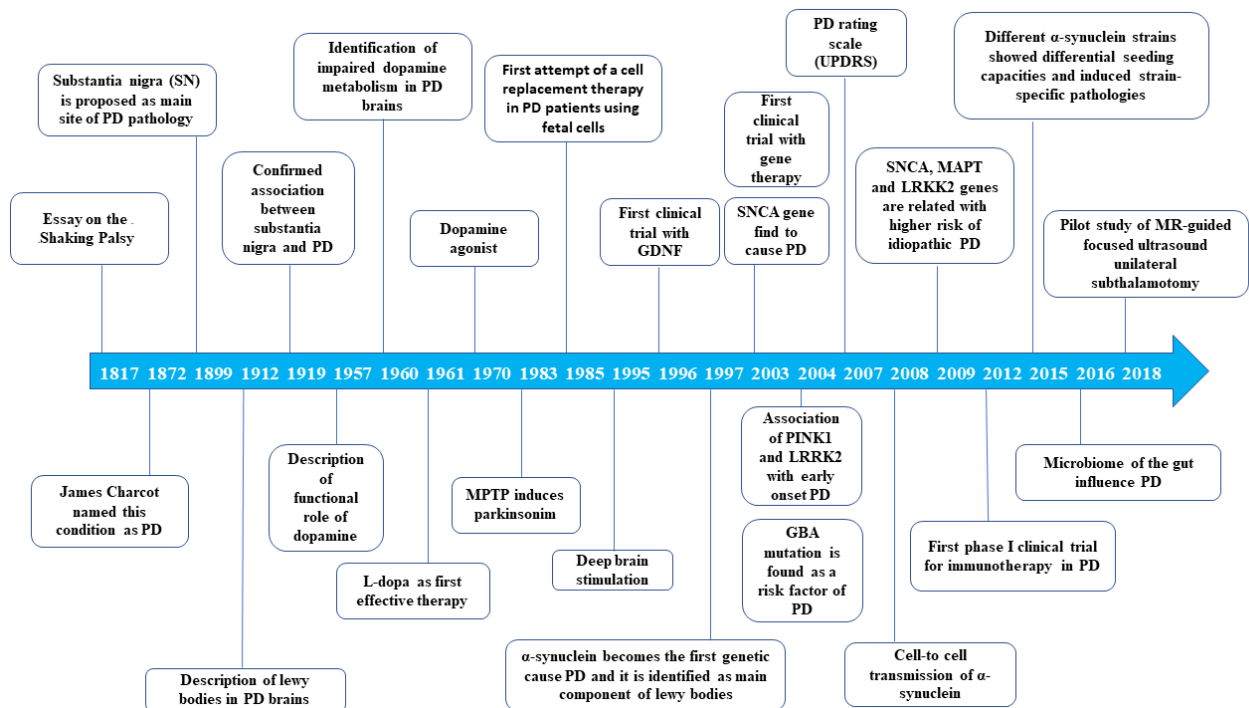 PD rating
scale
(UPDRS)
Different α-synuclein strains
showed differential seeding
capacities and induced strain-
specific pathologies
Identification of
impaired dopamine
metabolism in PD
brains
First attempt of a cell
replacement therapy
in PD patients using
fetal cells
Substantia nigra (SN)
is proposed as main
site of PD pathology
First
clinical
trial with
gene
therapy
Confirmed
association
between
substantia
nigra and PD
SNCA, MAPT
and LRKK2 genes
are related with
higher risk of
idiopathic PD
Essay on the .
.Shaking Palsy
Dopamine
agonist
First clinical
trial with
GDNF
SNCA gene
find to
cause PD
Pilot study of MR-guided
focused ultrasound
unilateral
subthalamotomy
1817 1872 1899 1912 1919 1957 1960 1961 1970 1983 1985 1995 1996 1997 2003 2004 2007 2008 2009 2012 2015 2016 2018
James Charcot
named this
condition as PD
Description
of
functional
role of
dopamine
MPTP induces
parkinsonim
Association
of PINK1
and LRRK2
with early
onset PD
Microbiome of the gut
influence PD
L-dopa as first
effective therapy
Deep brain
stimulation
GBA
mutation is
found as a
risk factor of
PD
First phase I clinical trial
for immunotherapy in PD
Description of lewy
bodies in PD brains
α-synuclein becomes the first genetic
cause PD and it is identified as main
component of lewy bodies
Cell-to cell
transmission of α-
synuclein